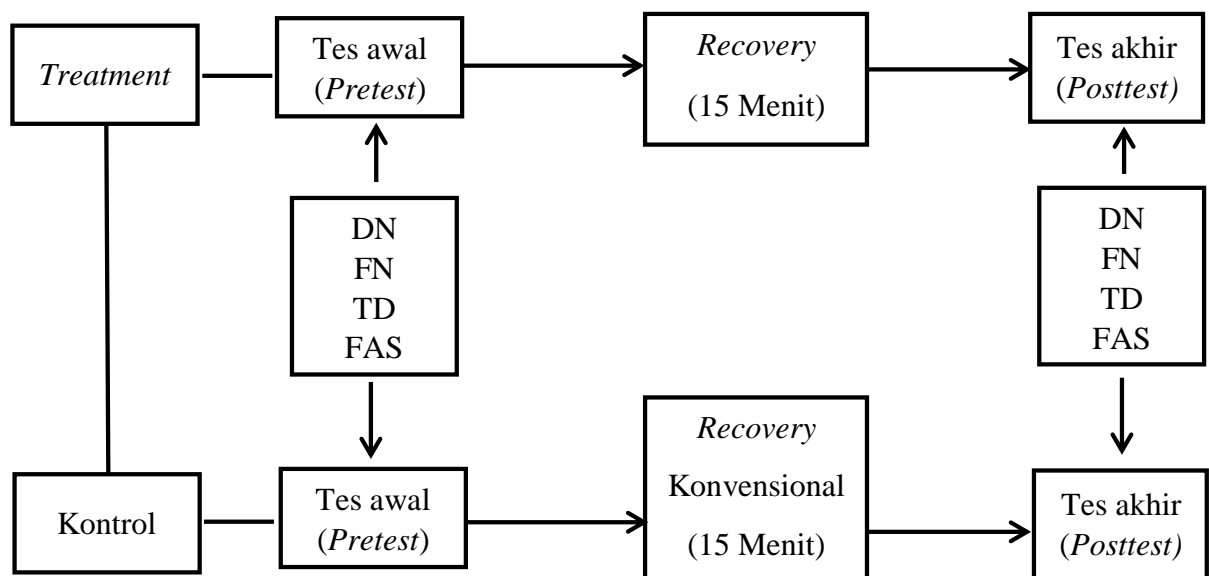 Treatment
Tes awal
(Pretest)
Recovery
(15 Menit)
Tes akhir
(Posttest)
DN
FN
TD
FAS
DN
FN
TD
FAS
Kontrol
Tes awal
(Pretest)
Recovery
Konvensional
(15 Menit)
Tes akhir
(Posttest)